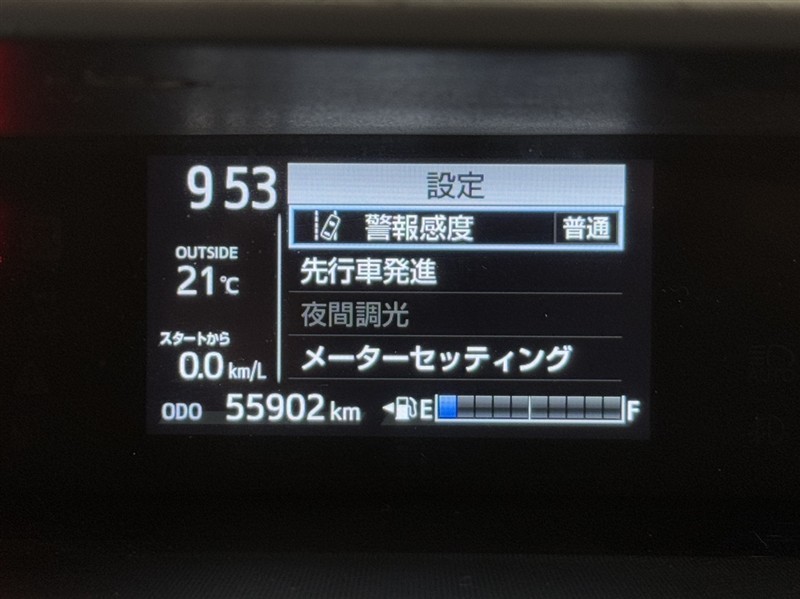 9 53
設定
警報感度 普通
OUTSIDE
21℃
先行車発進
夜間調光
スタートから
0.0 km/L
メーターセッティング
ODO 55902 km
E F